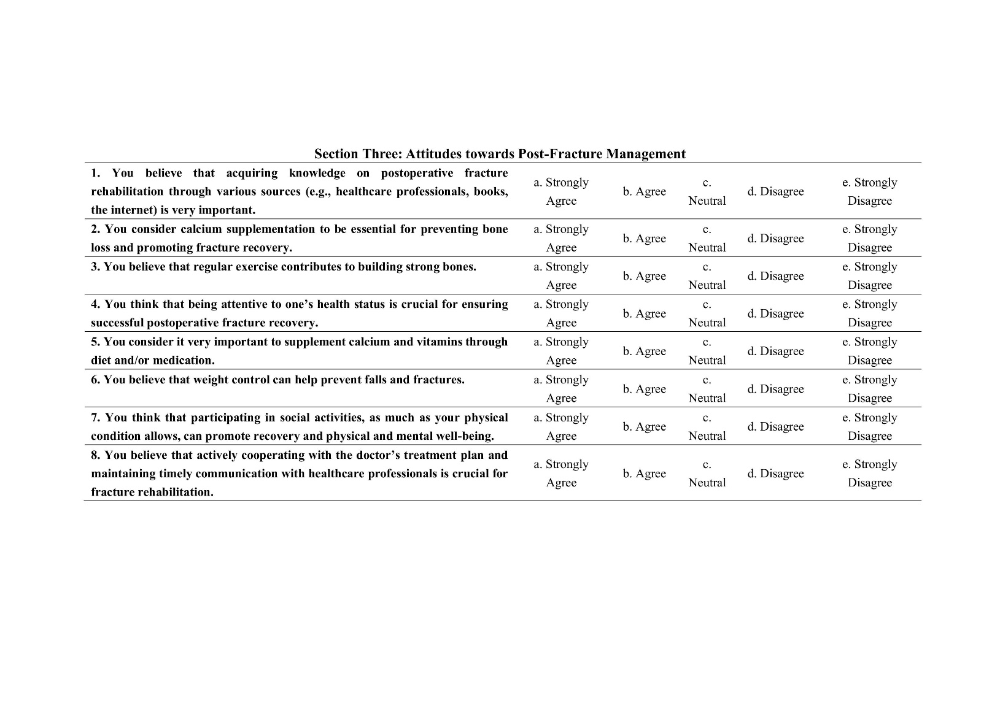 Section Three: Attitudes towards Post-Fracture Management
1. You believe that acquiring knowledge on postoperative fracture
rehabilitation through various sources (e.g., healthcare professionals, books,
the internet) is very important.
a. Strongly
Agree
b. Agree
c.
Neutral
d. Disagree
e. Strongly
Disagree
2. You consider calcium supplementation to be essential for preventing bone
loss and promoting fracture recovery.
a. Strongly
Agree
b. Agree
c.
Neutral
d. Disagree
e. Strongly
Disagree
3. You believe that regular exercise contributes to building strong bones.
a. Strongly
Agree
b. Agree
c.
Neutral
d. Disagree
e. Strongly
Disagree
4. You think that being attentive to one’s health status is crucial for ensuring
successful postoperative fracture recovery.
a. Strongly
Agree
b. Agree
c.
Neutral
d. Disagree
e. Strongly
Disagree
5. You consider it very important to supplement calcium and vitamins through
diet and/or medication.
a. Strongly
Agree
b. Agree
c.
Neutral
d. Disagree
e. Strongly
Disagree
6. You believe that weight control can help prevent falls and fractures.
a. Strongly
Agree
b. Agree
c.
Neutral
d. Disagree
e. Strongly
Disagree
7. You think that participating in social activities, as much as your physical
condition allows, can promote recovery and physical and mental well-being.
a. Strongly
Agree
b. Agree
c.
Neutral
d. Disagree
e. Strongly
Disagree
8. You believe that actively cooperating with the doctor’s treatment plan and
maintaining timely communication with healthcare professionals is crucial for
fracture rehabilitation.
a. Strongly
Agree
b. Agree
c.
Neutral
d. Disagree
e. Strongly
Disagree